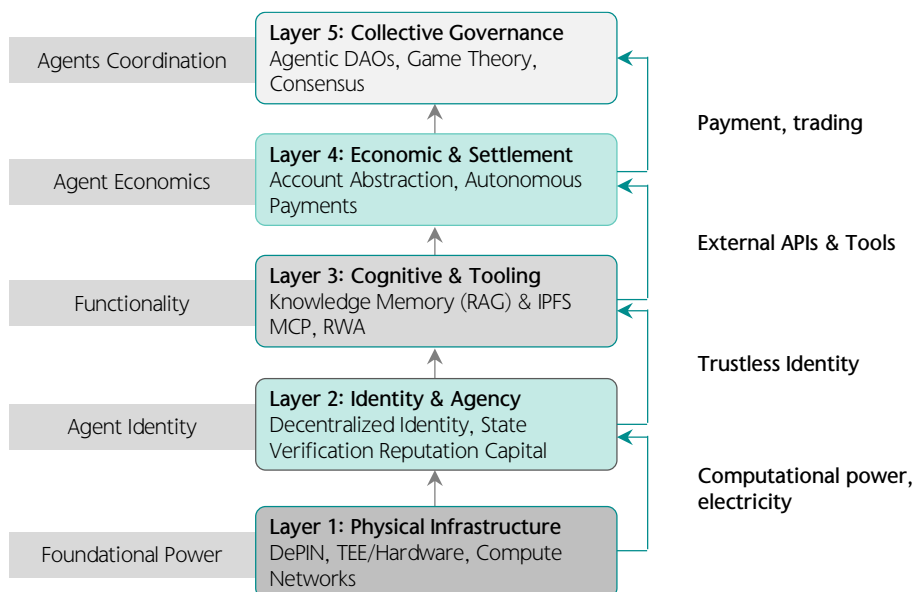 Layer 5: Collective Governance
Agents Coordination
Agentic DAOs, Game Theory,
Consensus
Payment, trading
Layer 4: Economic & Settlement
Agent Economics
Account Abstraction, Autonomous
Payments
External APIs & Tools
Layer 3: Cognitive & Tooling
Functionality
Knowledge Memory (RAG) & IPFS
MCP, RWA
Trustless Identity
Layer 2: Identity & Agency
Agent Identity
Decentralized Identity, State
Verification Reputation Capital
Computational power,
electricity
Layer 1: Physical Infrastructure
Foundational Power
DePIN, TEE/Hardware, Compute
Networks